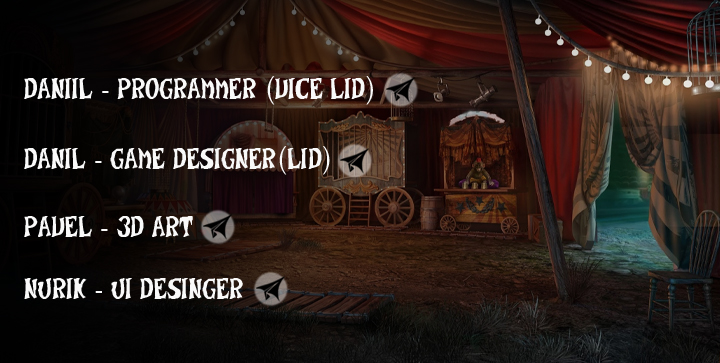 DANIIL - PROGRAMMER (VICE LID)
DANIL - GAME DESIGNER(LID)
PAVEL - 3D ART
NURIK - UI DESINGER